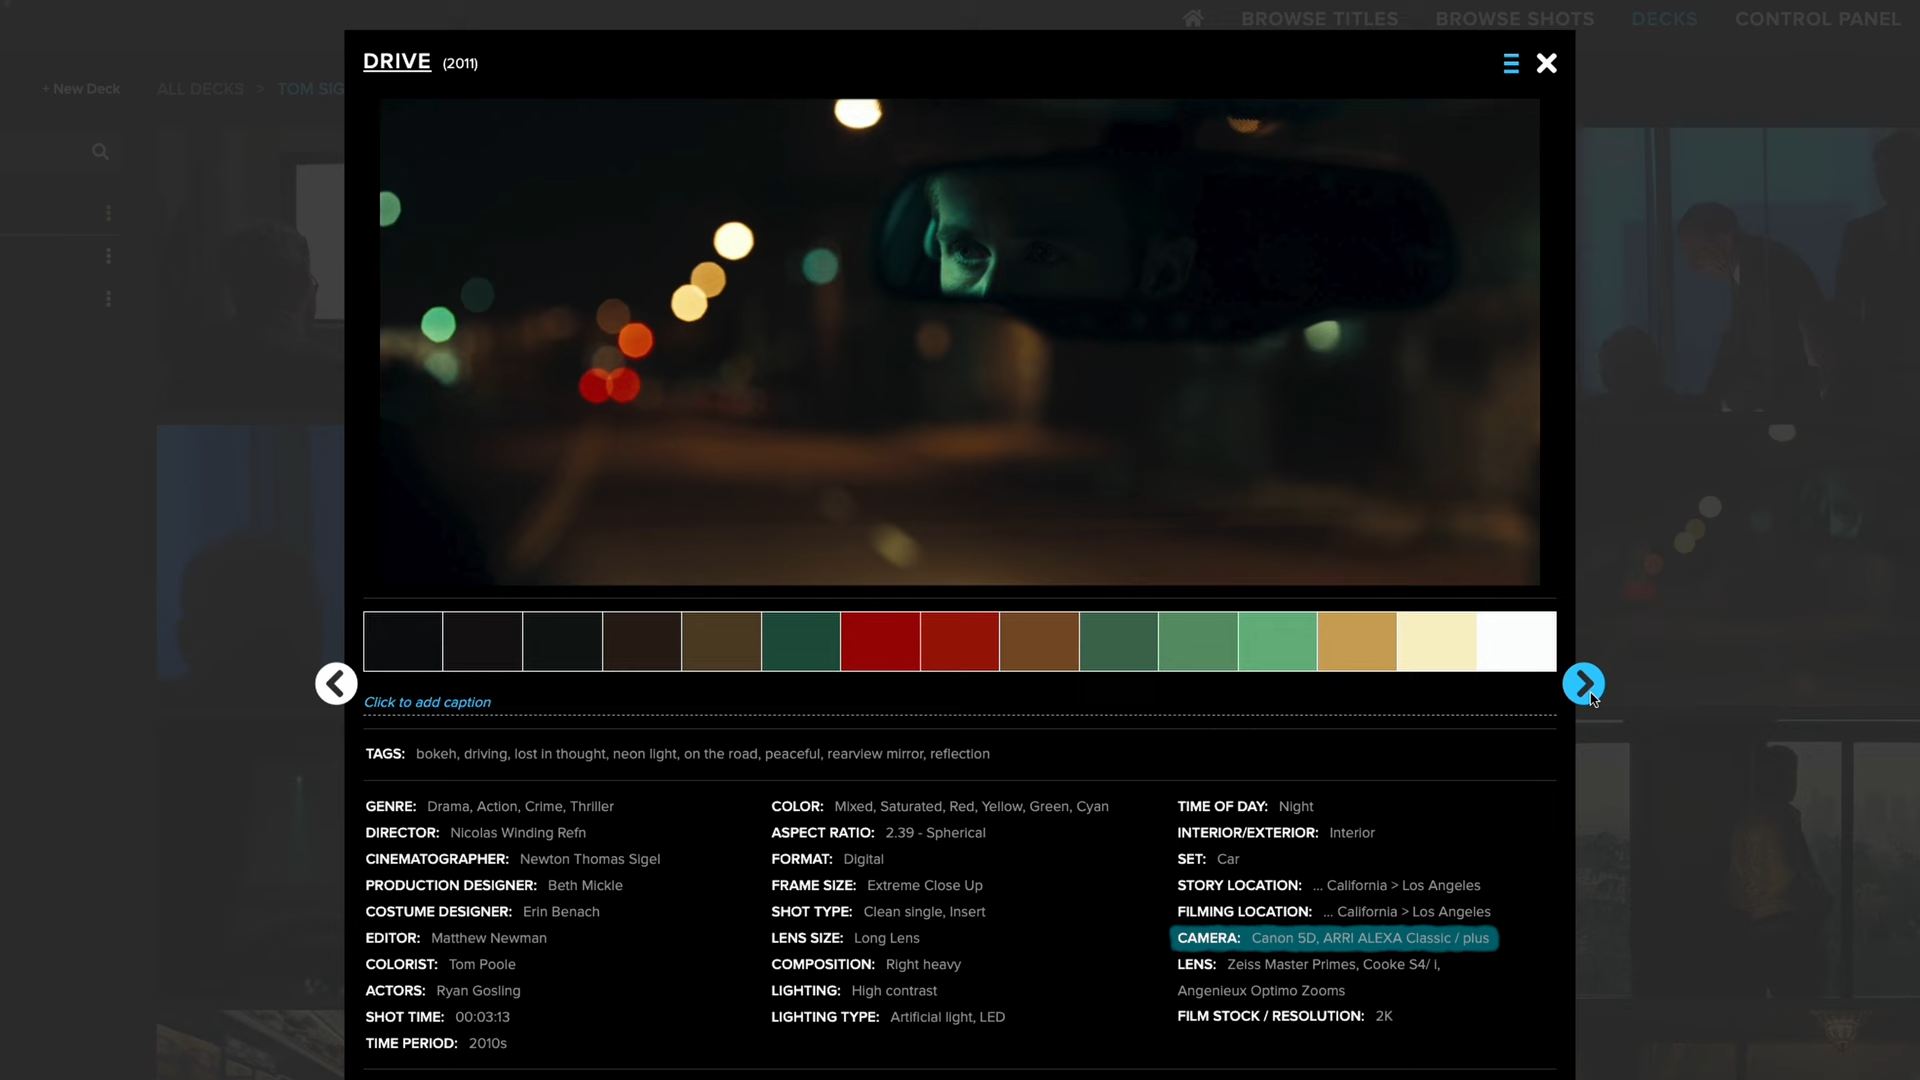 BROWSE TITLES BROWSE SHOTS DECKS CONTROL PANEL
DRIVE (2011)
+ New Deck ALL DECKS > TOM SIG
Click to add caption
TAGS: bokeh, driving, lost in thought, neon light, on the road, peaceful, rearview mirror, reflection
GENRE: Drama, Action, Crime, Thriller
DIRECTOR: Nicolas Winding Refn
CINEMATOGRAPHER: Newton Thomas Sigel
PRODUCTION DESIGNER: Beth Mickle
COSTUME DESIGNER: Erin Benach
EDITOR: Matthew Newman
COLORIST: Tom Poole
ACTORS: Ryan Gosling
SHOT TIME: 00:03:13
TIME PERIOD: 2010s
COLOR: Mixed, Saturated, Red, Yellow, Green, Cyan
ASPECT RATIO: 2.39 - Spherical
FORMAT: Digital
FRAME SIZE: Extreme Close Up
SHOT TYPE: Clean single, Insert
LENS SIZE: Long Lens
COMPOSITION: Right heavy
LIGHTING: High contrast
LIGHTING TYPE: Artificial light, LED
TIME OF DAY: Night
INTERIOR/EXTERIOR: Interior
SET: Car
STORY LOCATION: ... California > Los Angeles
FILMING LOCATION: ... California > Los Angeles
CAMERA: Canon 5D, ARRI ALEXA Classic / plus
LENS: Zeiss Master Primes, Cooke S4/ i,
Angenieux Optimo Zooms
FILM STOCK / RESOLUTION: 2K